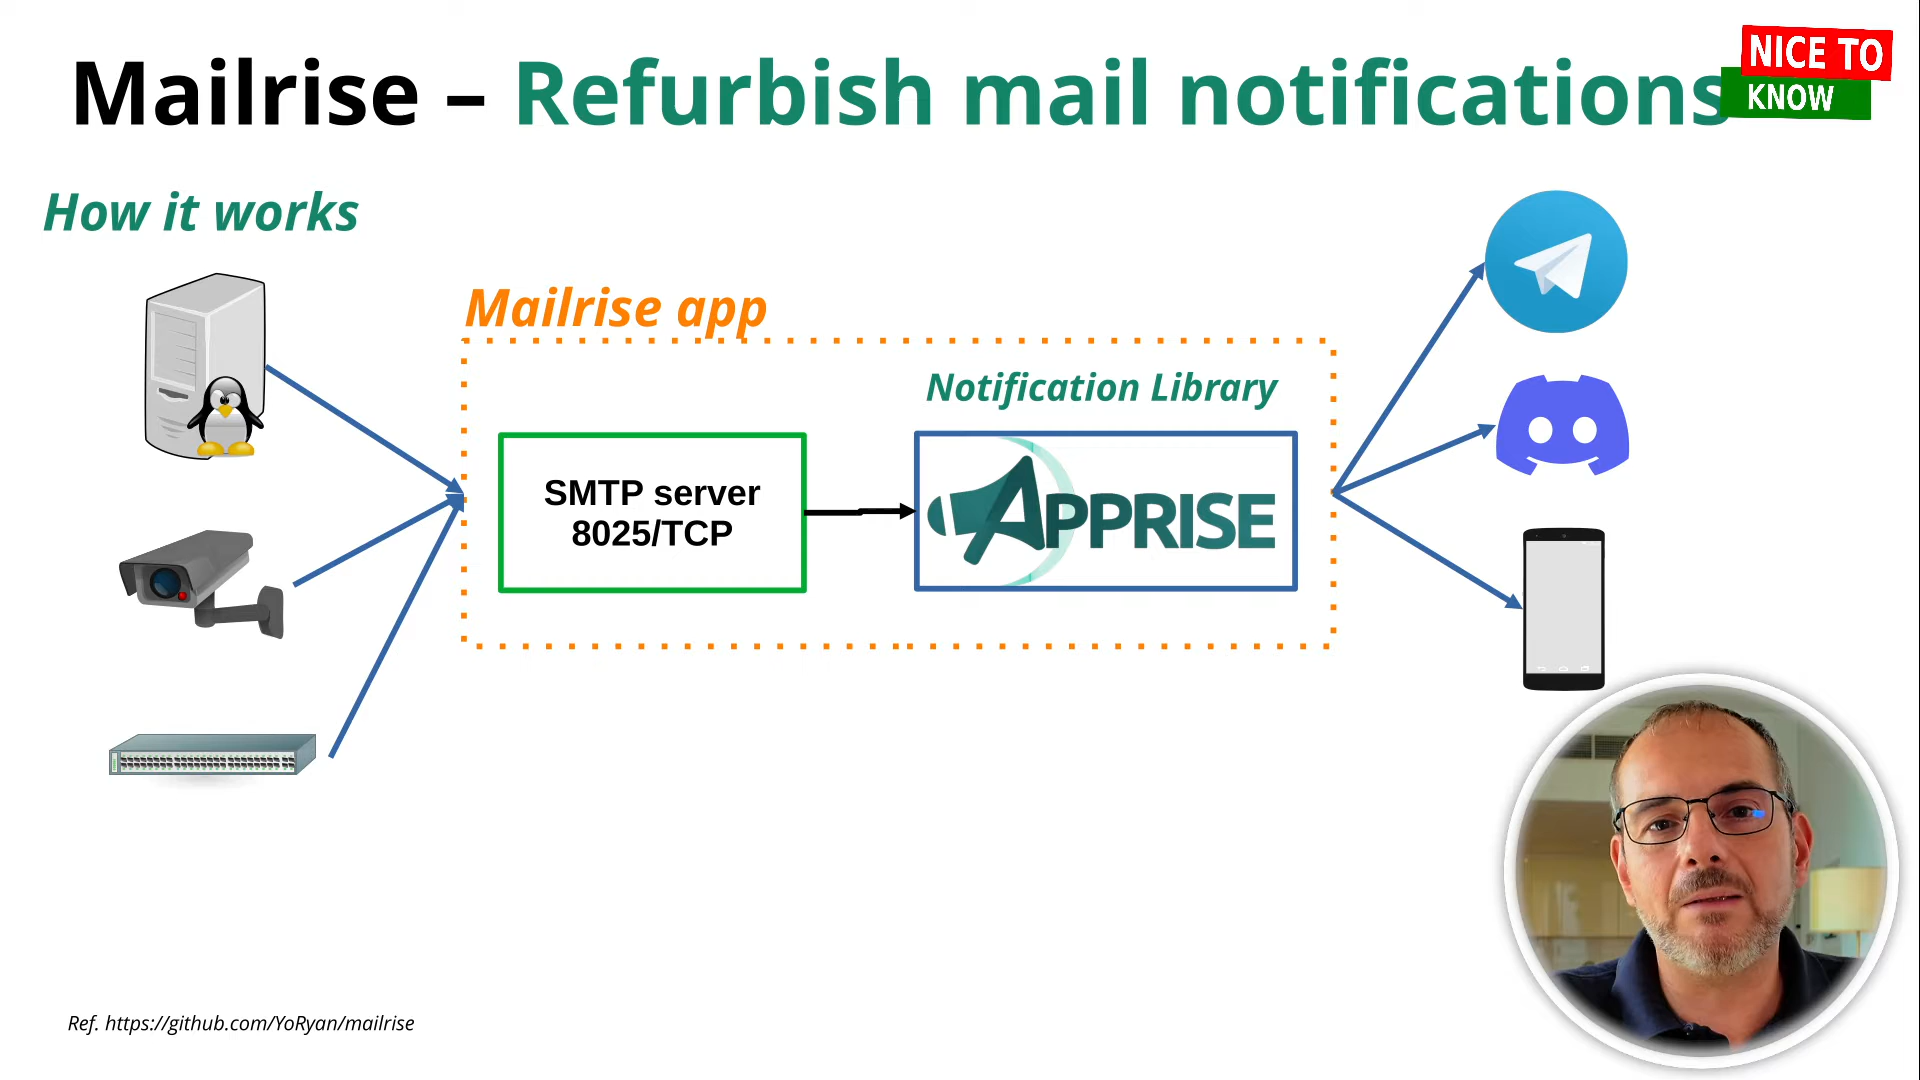 Mailrise – Refurbish mail notifications
NICE TO
KNOW
How it works
Mailrise app
Notification Library
SMTP server
8025/TCP
APPRISE
Ref. https://github.com/YoRyan/mailrise